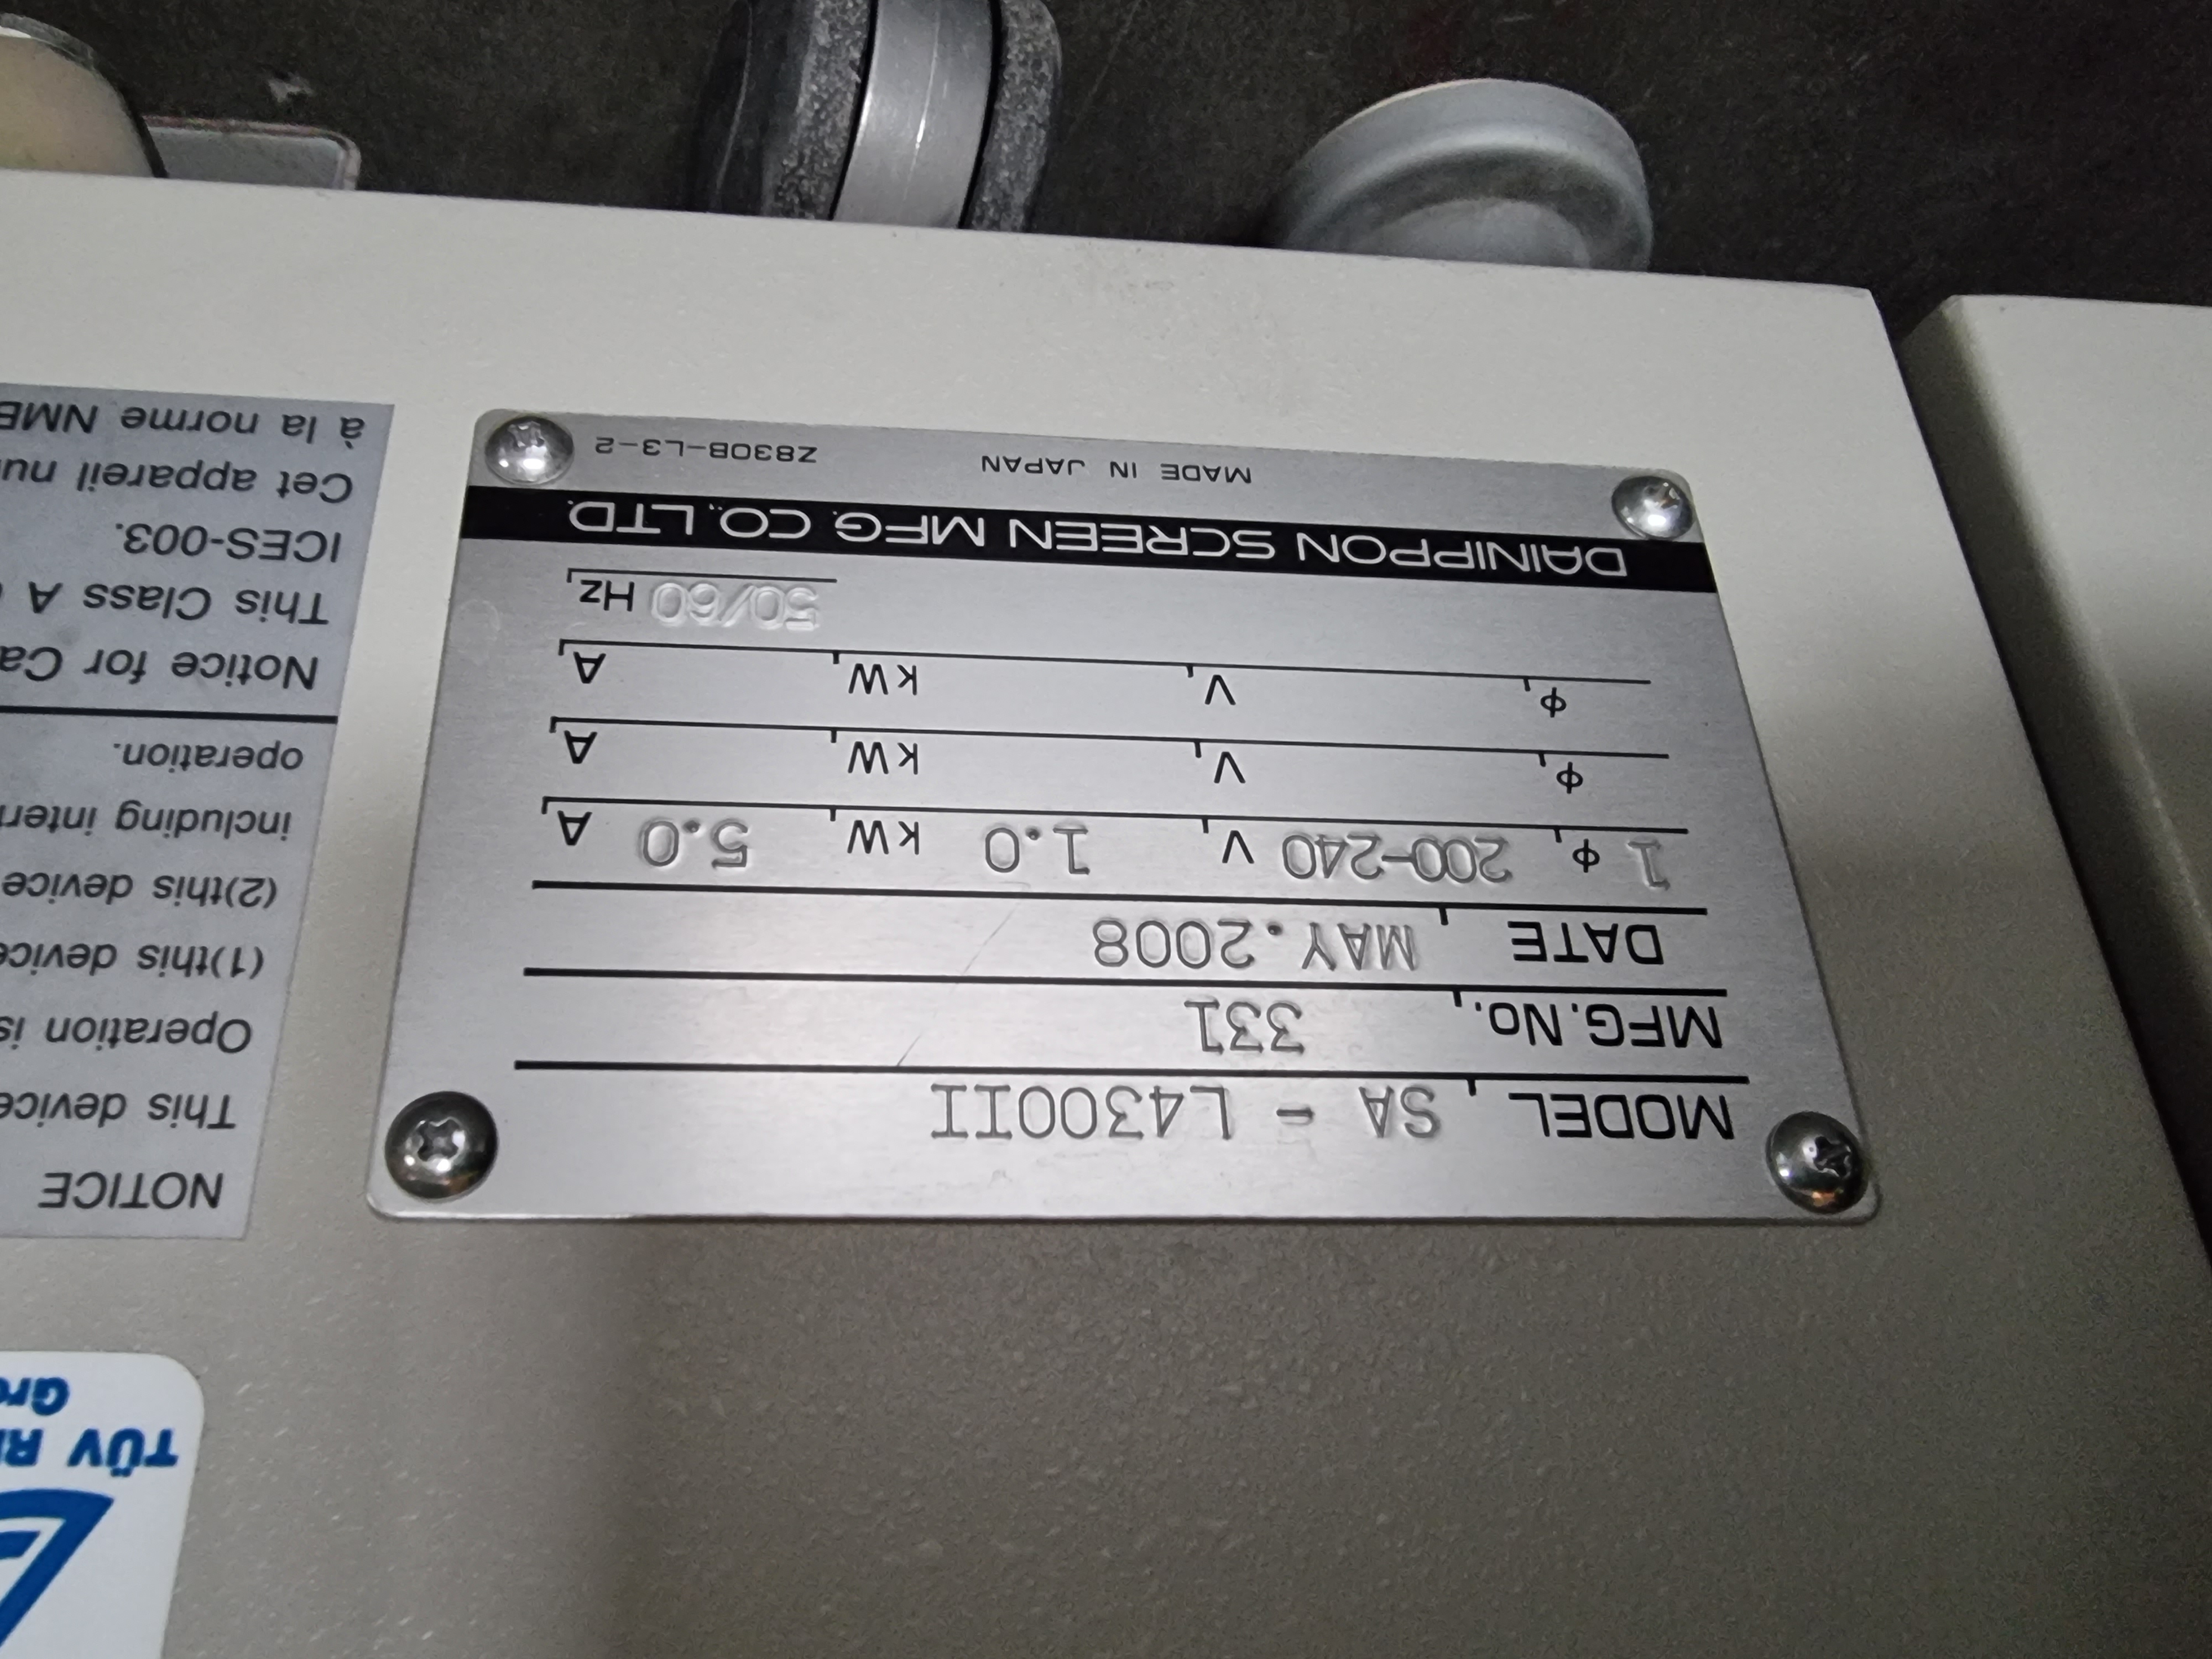 MODEL SA - L4300II
MFG.No. 331
DATE MAY.2008
1 φ 200-240 V 1.0 kW 5.0 A
φ V kW A
φ V kW A
50/60 Hz
DAINIPPON SCREEN MFG. CO., LTD.
MADE IN JAPAN Z830B-L3-2
NOTICE
This device
Operation is
(1)this device
(2)this device
including inter
operation.
Notice for Ca
This Class A
ICES-003.
Cet appareil nu
à la norme NMB
TÜV